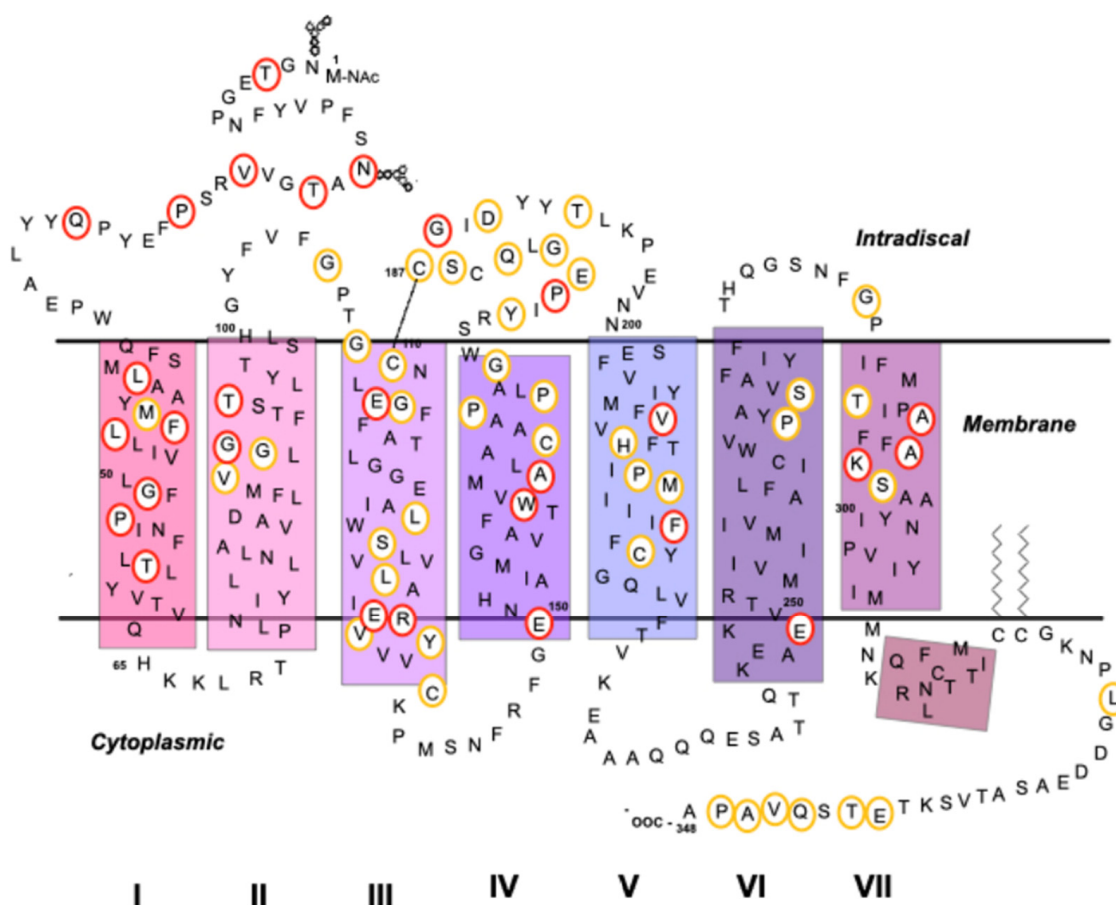 1
M-NAc
N G T E G
P N F Y V P F S
N A T G V V R S P F E Y P Q Y Y
L A E P W
Q F S
M L A A
Y M F
L L I V
50 L G F
P I N F
L T L
Y V T V
Q
65 H K K L R T
N L P
L I Y
A L N L
D A V
V M F L
G G L
T S T F
T Y L
100 H L S
G Y F V F G P T
G C 110 N
L E G F
F A T
L G G E
W I A L
S
V L V
L A
I E R
V V V Y
C
K P M S N F R F G
E 150
H N
G M I A
F A V
M V W T
A L A
P A A C
A L P
W G
S R Y I P E G L Q C S C 187
G I D Y Y T L K P E V N N
200
F E S
V I Y
M F V
V H F T
I P M
I I I F
F C Y
G Q L V
T F
V K E A A A Q Q Q E S A T T Q
K E A E 250
K V
R T M
I V I
I V M
L F A
V W C I
A Y P
F A V S
F I Y
T H Q G S N F G P
I F M
T I P A
F F A
K S A A
300 I Y N
P V I Y
I M
M N K
Q F M I
R N C T T
L
C C G K N P L G D D E A S A T V S K T E T S Q V A P A
348
-OOC-
Intradiscal
Membrane
Cytoplasmic
I II III IV V VI VII